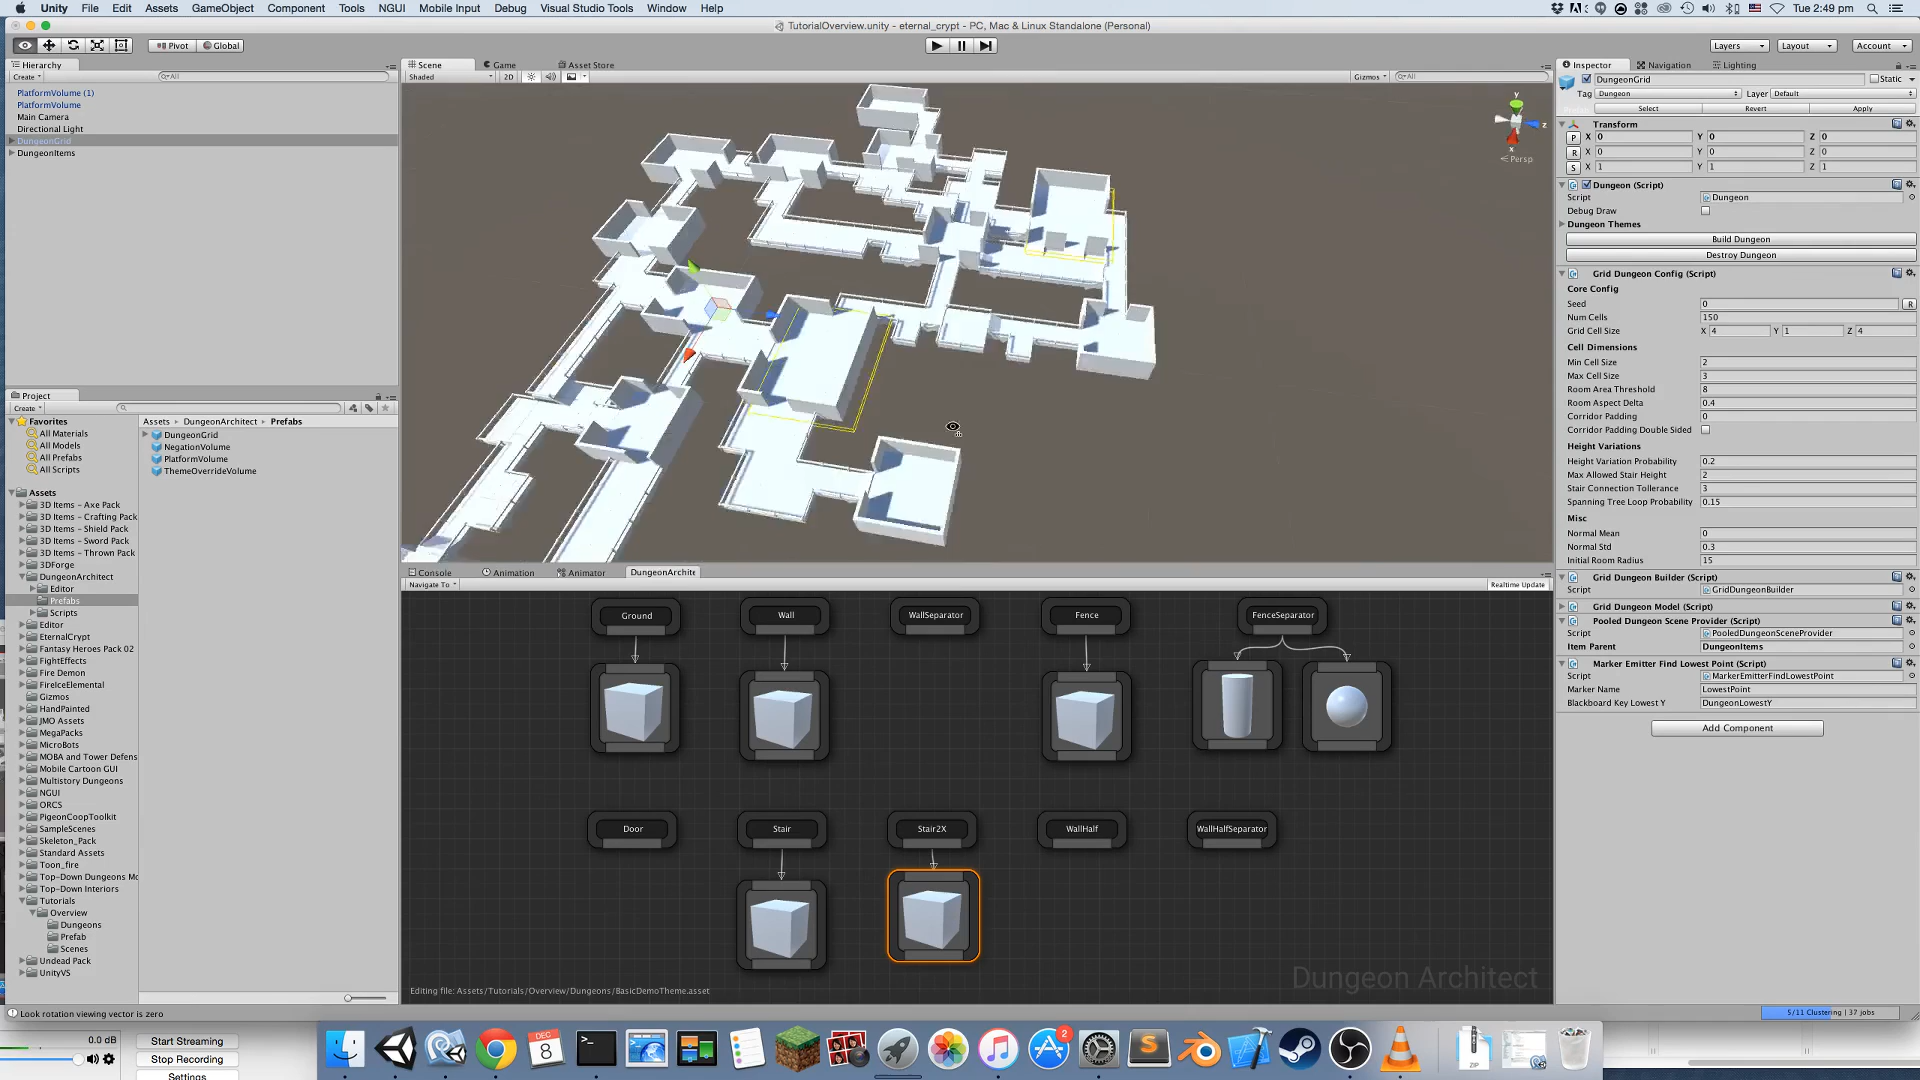 Unity File Edit Assets GameObject Component Tools NGUI Mobile Input Debug Visual Studio Tools Window Help Tue 2:49 pm
TutorialOverview.unity - eternal_crypt - PC, Mac & Linux Standalone (Personal)
Pivot Global Layers Layout Account
Hierarchy
Create All
PlatformVolume (1)
PlatformVolume
Main Camera
Directional Light
DungeonGrid
DungeonItems
Scene Game Asset Store
Shaded 2D Gizmos All
y
z
x
Persp
Project
Create
Favorites
All Materials
All Models
All Prefabs
All Scripts
Assets
3D Items - Axe Pack
3D Items - Crafting Pack
3D Items - Shield Pack
3D Items - Sword Pack
3D Items - Thrown Pack
3DForge
DungeonArchitect
Editor
Prefabs
Scripts
Editor
EternalCrypt
Fantasy Heroes Pack 02
FightEffects
Fire Demon
FireIceElemental
Gizmos
HandPainted
JMO Assets
MegaPacks
MicroBots
MOBA and Tower Defens
Mobile Cartoon GUI
Multistory Dungeons
NGUI
ORCS
PigeonCoopToolkit
SampleScenes
Skeleton_Pack
Standard Assets
Toon_fire
Top-Down Dungeons Mo
Top-Down Interiors
Tutorials
Overview
Dungeons
Prefab
Scenes
Undead Pack
UnityVS
Assets DungeonArchitect Prefabs
DungeonGrid
NegationVolume
PlatformVolume
ThemeOverrideVolume
Console Animation Animator DungeonArchite
Navigate To Realtime Update
Ground Wall WallSeparator Fence FenceSeparator
Door Stair Stair2X WallHalf WallHalfSeparator
Editing file: Assets/Tutorials/Overview/Dungeons/BasicDemoTheme.asset
Dungeon Architect
Inspector Navigation Lighting
DungeonGrid Static
Tag Dungeon Layer Default
Select Revert Apply
Transform
P X 0 Y 0 Z 0
R X 0 Y 0 Z 0
S X 1 Y 1 Z 1
Dungeon (Script)
Script Dungeon
Debug Draw
Dungeon Themes
Build Dungeon
Destroy Dungeon
Grid Dungeon Config (Script)
Core Config
Seed 0 R
Num Cells 150
Grid Cell Size X 4 Y 1 Z 4
Cell Dimensions
Min Cell Size 2
Max Cell Size 3
Room Area Threshold 8
Room Aspect Delta 0.4
Corridor Padding 0
Corridor Padding Double Sided
Height Variations
Height Variation Probability 0.2
Max Allowed Stair Height 2
Stair Connection Tollerance 3
Spanning Tree Loop Probability 0.15
Misc
Normal Mean 0
Normal Std 0.3
Initial Room Radius 15
Grid Dungeon Builder (Script)
Script GridDungeonBuilder
Grid Dungeon Model (Script)
Pooled Dungeon Scene Provider (Script)
Script PooledDungeonSceneProvider
Item Parent DungeonItems
Marker Emitter Find Lowest Point (Script)
Script MarkerEmitterFindLowestPoint
Marker Name LowestPoint
Blackboard Key Lowest Y DungeonLowestY
Add Component
Look rotation viewing vector is zero
5/11 Clustering | 37 jobs
0.0 dB
Start Streaming
Stop Recording
Settings
DEC
8
2
ZIP